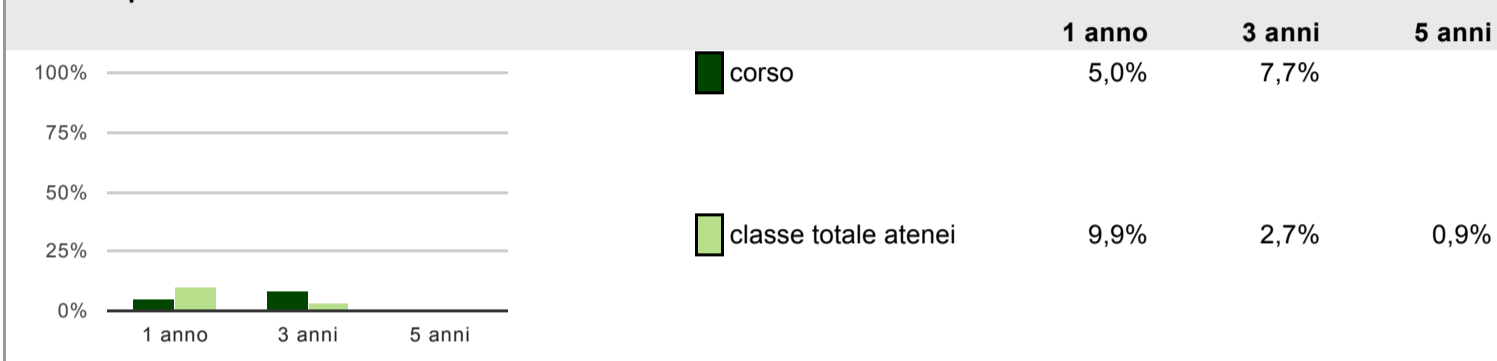 1 anno 3 anni 5 anni
100% corso 5,0% 7,7%
75%
50%
classe totale atenei 9,9% 2,7% 0,9%
25%
0%
1 anno 3 anni 5 anni